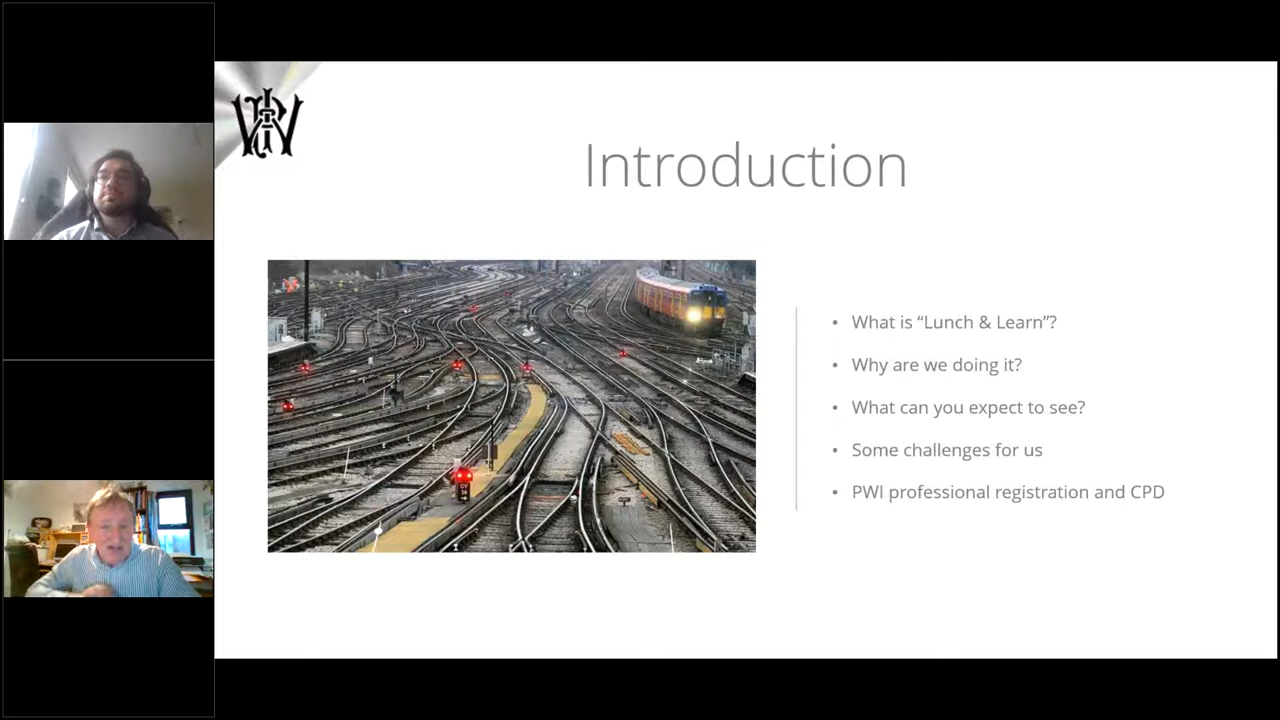 Introduction
• What is “Lunch & Learn”?
• Why are we doing it?
• What can you expect to see?
• Some challenges for us
• PWI professional registration and CPD